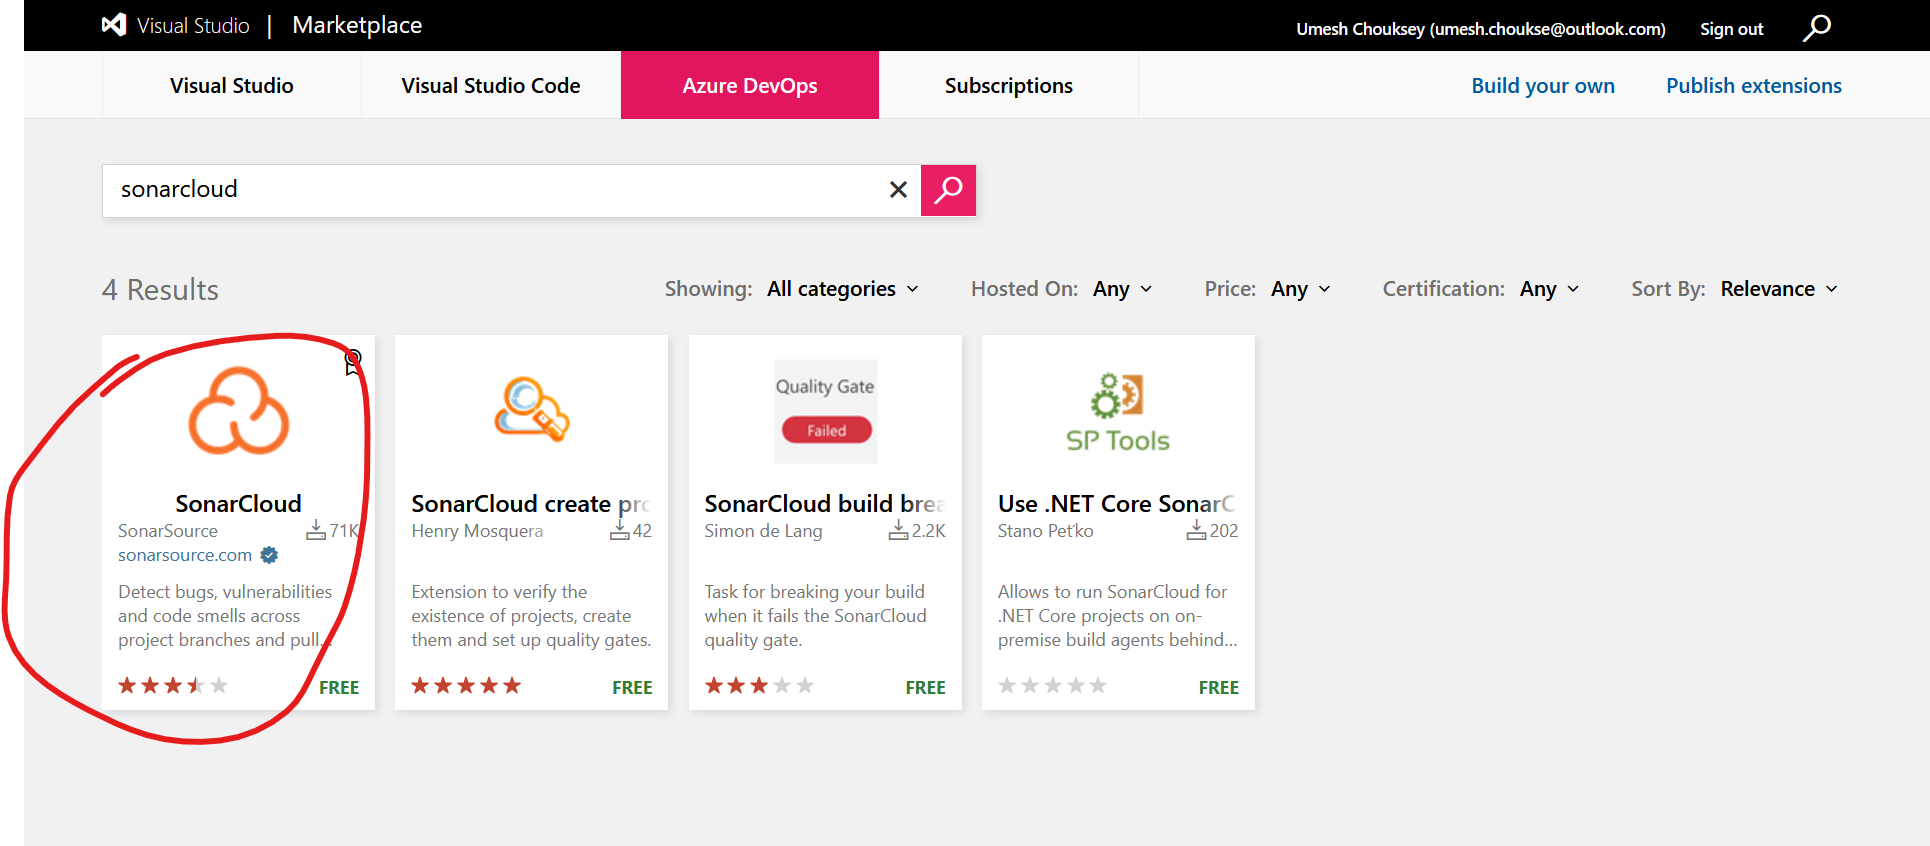 Visual Studio | Marketplace
Umesh Chouksey (umesh.choukse@outlook.com) Sign out
Visual Studio Visual Studio Code Azure DevOps Subscriptions Build your own Publish extensions
sonarcloud
4 Results
Showing: All categories Hosted On: Any Price: Any Certification: Any Sort By: Relevance
SonarCloud
SonarSource 71K
sonarsource.com
Detect bugs, vulnerabilities
and code smells across
project branches and pull...
FREE
SonarCloud create pro
Henry Mosquera 42
Extension to verify the
existence of projects, create
them and set up quality gates.
FREE
Quality Gate
Failed
SonarCloud build brea
Simon de Lang 2.2K
Task for breaking your build
when it fails the SonarCloud
quality gate.
FREE
SP Tools
Use .NET Core SonarC
Stano Peťko 202
Allows to run SonarCloud for
.NET Core projects on on-
premise build agents behind...
FREE